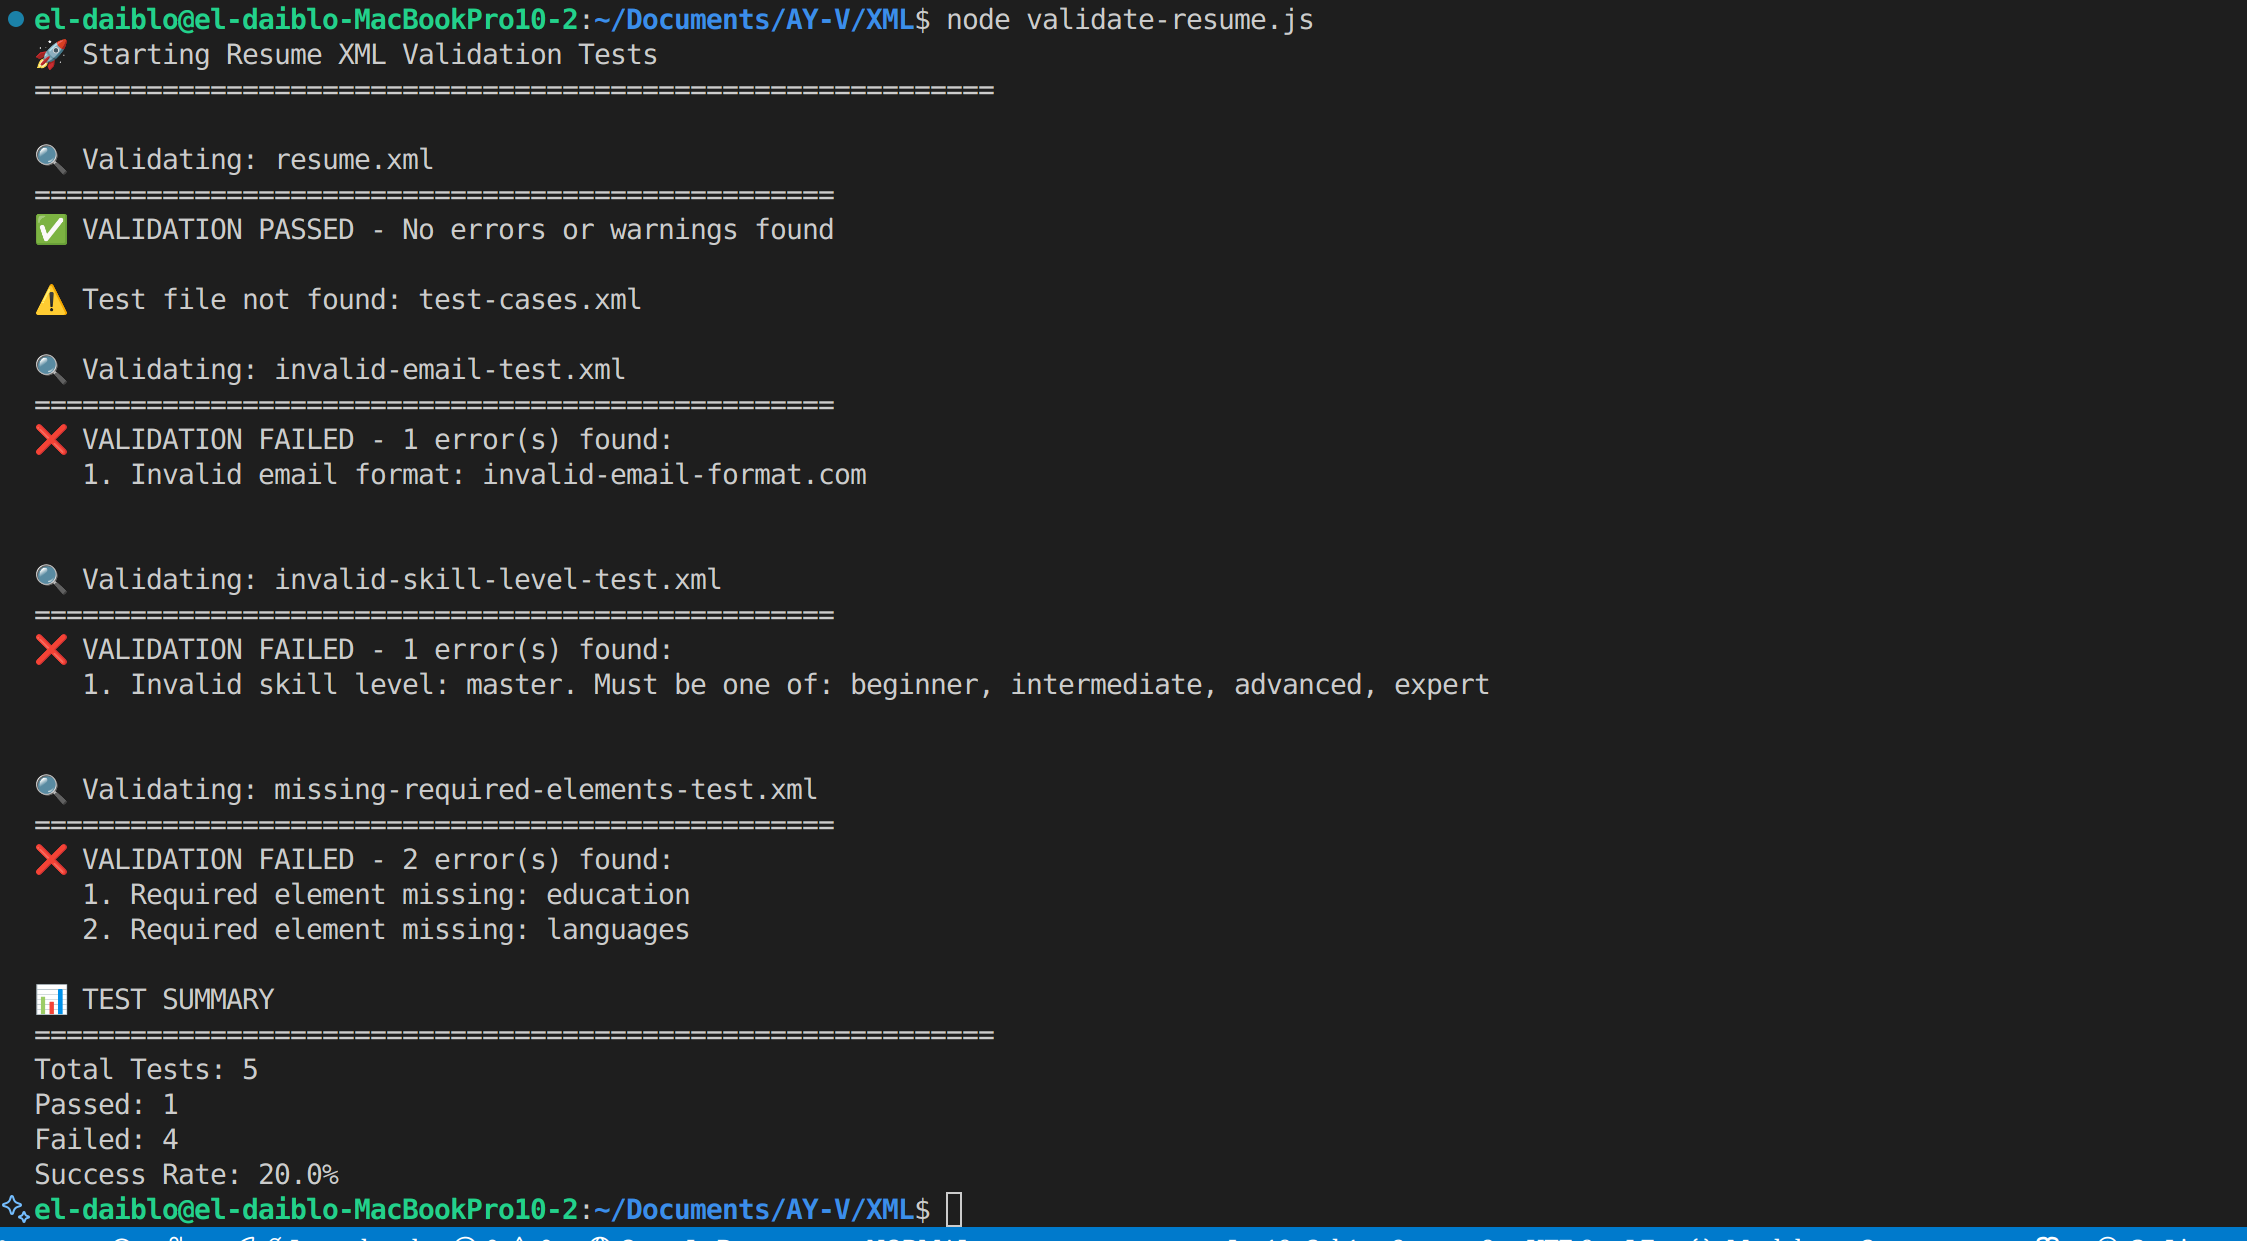 el-daiblo@el-daiblo-MacBookPro10-2:~/Documents/AY-V/XML$ node validate-resume.js
🚀 Starting Resume XML Validation Tests
============================================================
🔍 Validating: resume.xml
==================================================
✅ VALIDATION PASSED - No errors or warnings found
⚠️ Test file not found: test-cases.xml
🔍 Validating: invalid-email-test.xml
==================================================
❌ VALIDATION FAILED - 1 error(s) found:
1. Invalid email format: invalid-email-format.com
🔍 Validating: invalid-skill-level-test.xml
==================================================
❌ VALIDATION FAILED - 1 error(s) found:
1. Invalid skill level: master. Must be one of: beginner, intermediate, advanced, expert
🔍 Validating: missing-required-elements-test.xml
==================================================
❌ VALIDATION FAILED - 2 error(s) found:
1. Required element missing: education
2. Required element missing: languages
📊 TEST SUMMARY
============================================================
Total Tests: 5
Passed: 1
Failed: 4
Success Rate: 20.0%
el-daiblo@el-daiblo-MacBookPro10-2:~/Documents/AY-V/XML$